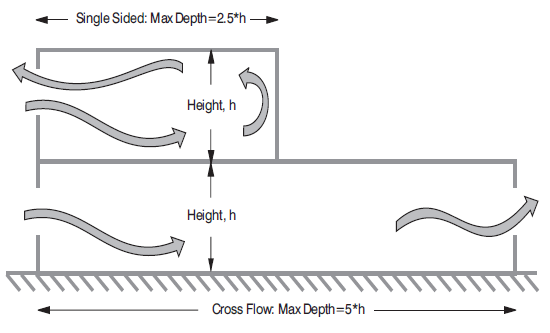 Single Sided: Max Depth=2.5*h
Height, h
Height, h
Cross Flow: Max Depth=5*h